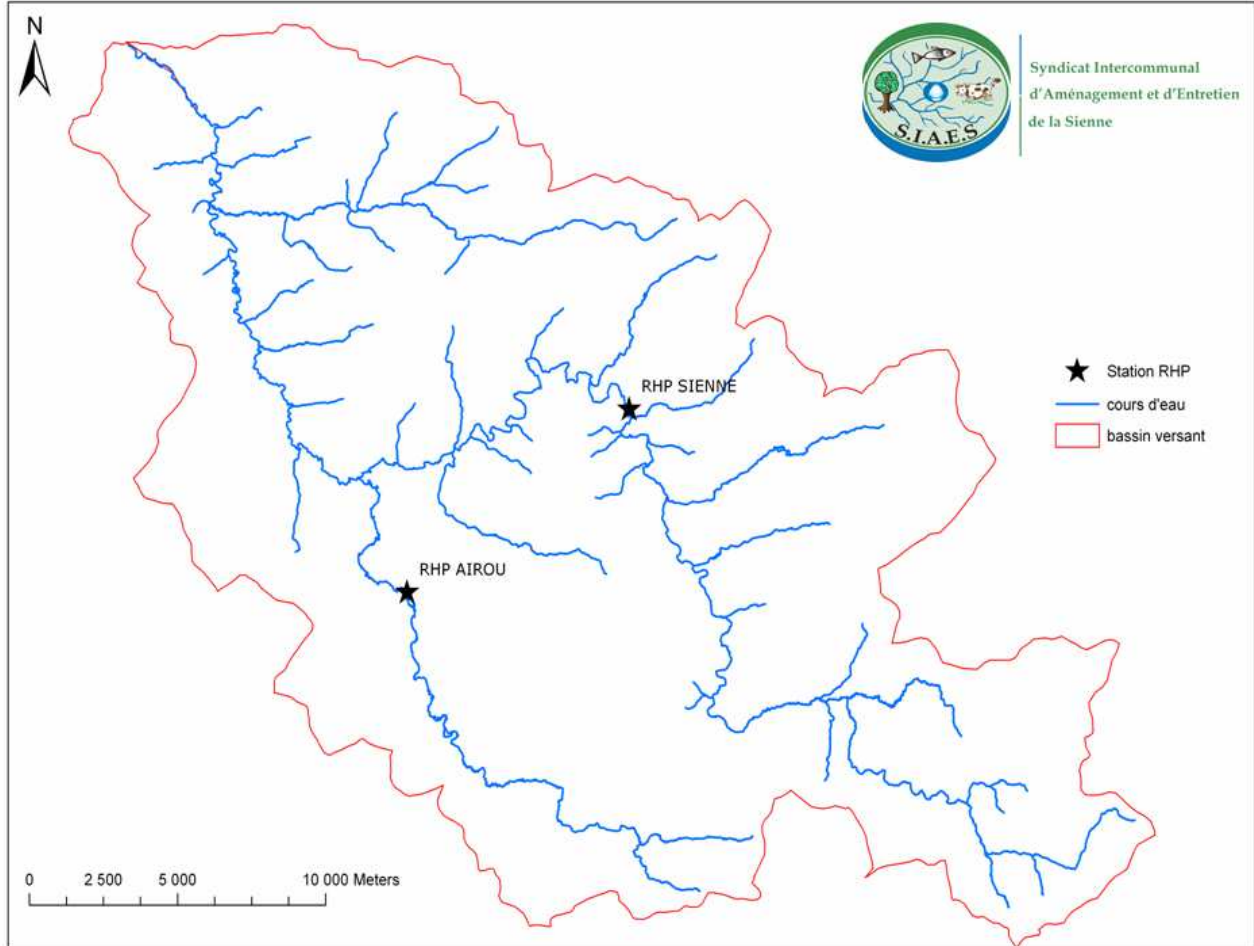 N
S.I.A.E.S
Syndicat Intercommunal
d'Aménagement et d'Entretien
de la Sienne
Station RHP
cours d'eau
bassin versant
RHP SIENNE
RHP AIROU
0 2 500 5 000 10 000 Meters